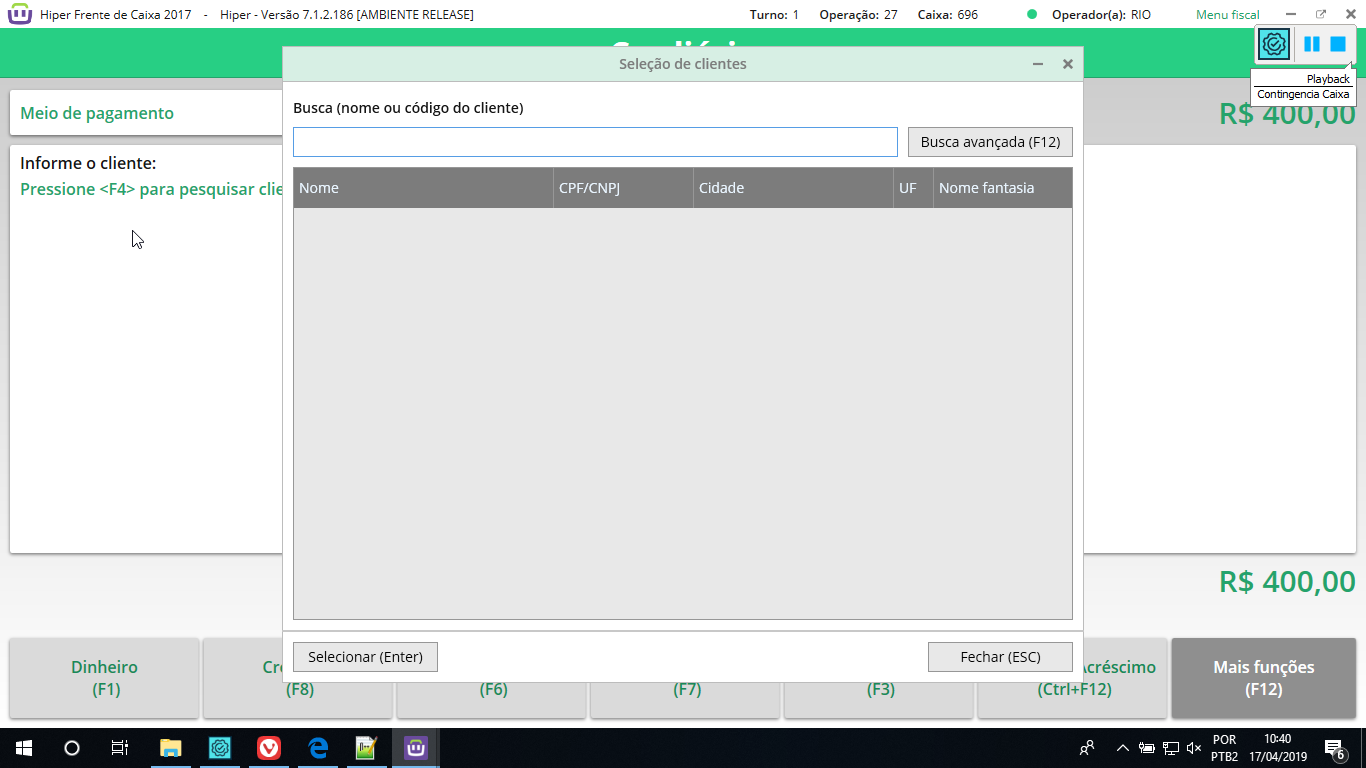 Hiper Frente de Caixa 2017 - Hiper - Versão 7.1.2.186 [AMBIENTE RELEASE] Turno: 1 Operação: 27 Caixa: 696 Operador(a): RIO Menu fiscal
Seleção de clientes
Playback
Contingencia Caixa
Meio de pagamento
R$ 400,00
Busca (nome ou código do cliente)
Busca avançada (F12)
Informe o cliente:
Pressione <F4> para pesquisar clie
Nome CPF/CNPJ Cidade UF Nome fantasia
R$ 400,00
Selecionar (Enter) Fechar (ESC)
Dinheiro
(F1)
(F8)
(F6)
(F7)
(F3)
Acréscimo
(Ctrl+F12)
Mais funções
(F12)
POR
PTB2
10:40
17/04/2019
6